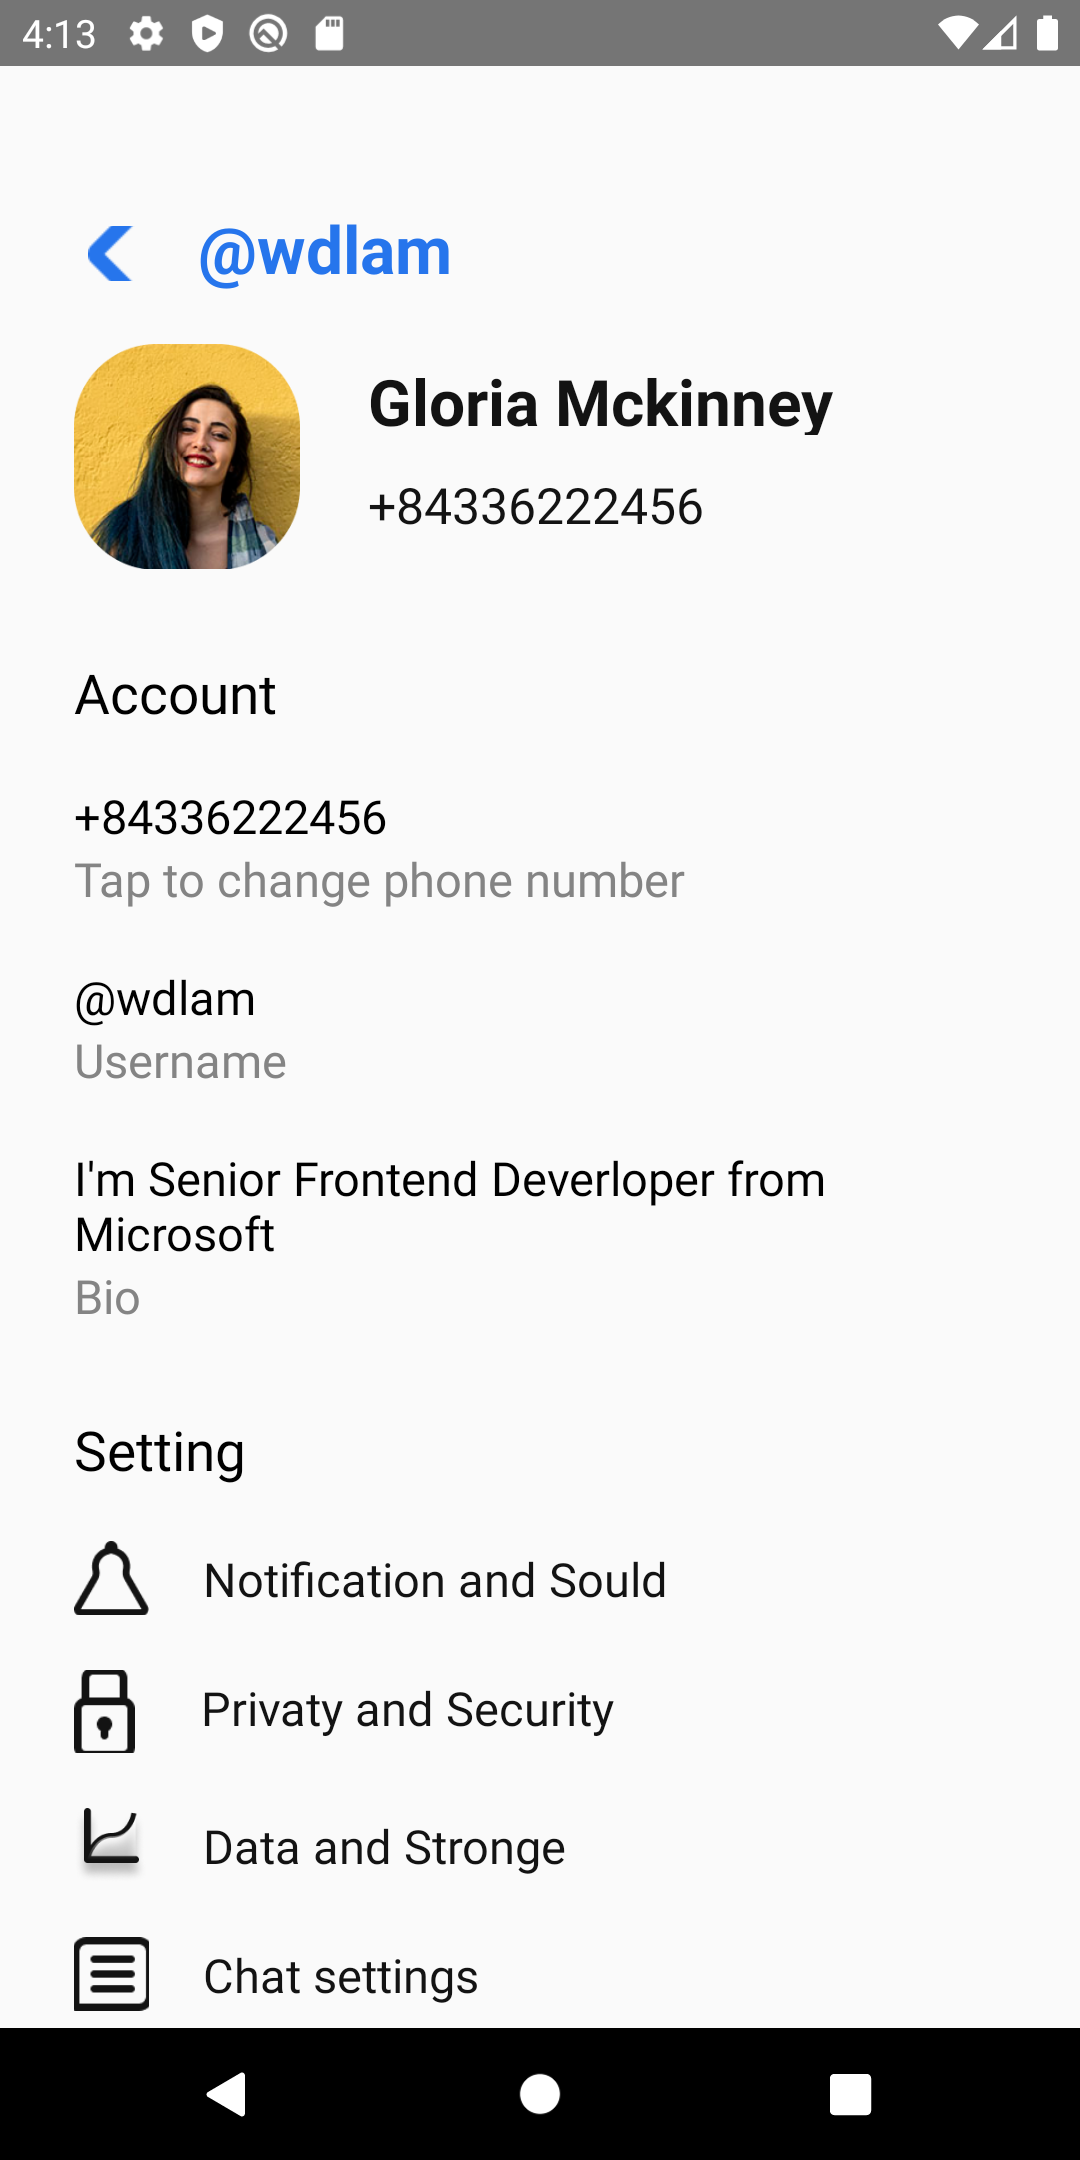 4:13
@wdlam
Gloria Mckinney
+84336222456
Account
+84336222456
Tap to change phone number
@wdlam
Username
I'm Senior Frontend Deverloper from
Microsoft
Bio
Setting
Notification and Sould
Privaty and Security
Data and Stronge
Chat settings